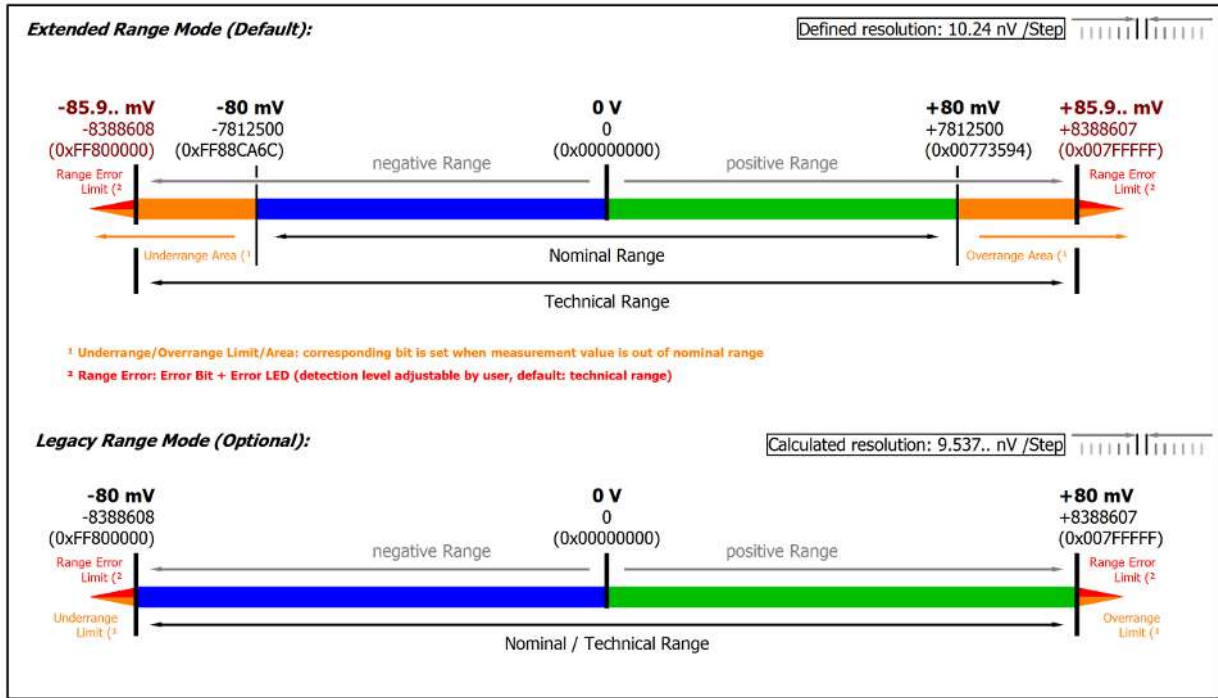 Extended Range Mode (Default):
Defined resolution: 10.24 nV /Step
-85.9.. mV
-80 mV
0 V
+80 mV
+85.9.. mV
-8388608
-7812500
0
+7812500
+8388607
(0xFF800000)
(0xFF88CA6C)
(0x00000000)
(0x00773594)
(0x007FFFFF)
negative Range
positive Range
Range Error
Limit (²
Range Error
Limit (²
Underrange Area (¹
Nominal Range
Overrange Area (¹
Technical Range
¹ Underrange/Overrange Limit/Area: corresponding bit is set when measurement value is out of nominal range
² Range Error: Error Bit + Error LED (detection level adjustable by user, default: technical range)
Legacy Range Mode (Optional):
Calculated resolution: 9.537.. nV /Step
-80 mV
0 V
+80 mV
-8388608
0
+8388607
(0xFF800000)
(0x00000000)
(0x007FFFFF)
negative Range
positive Range
Range Error
Limit (²
Range Error
Limit (²
Underrange
Limit (¹
Overrange
Limit (¹
Nominal / Technical Range